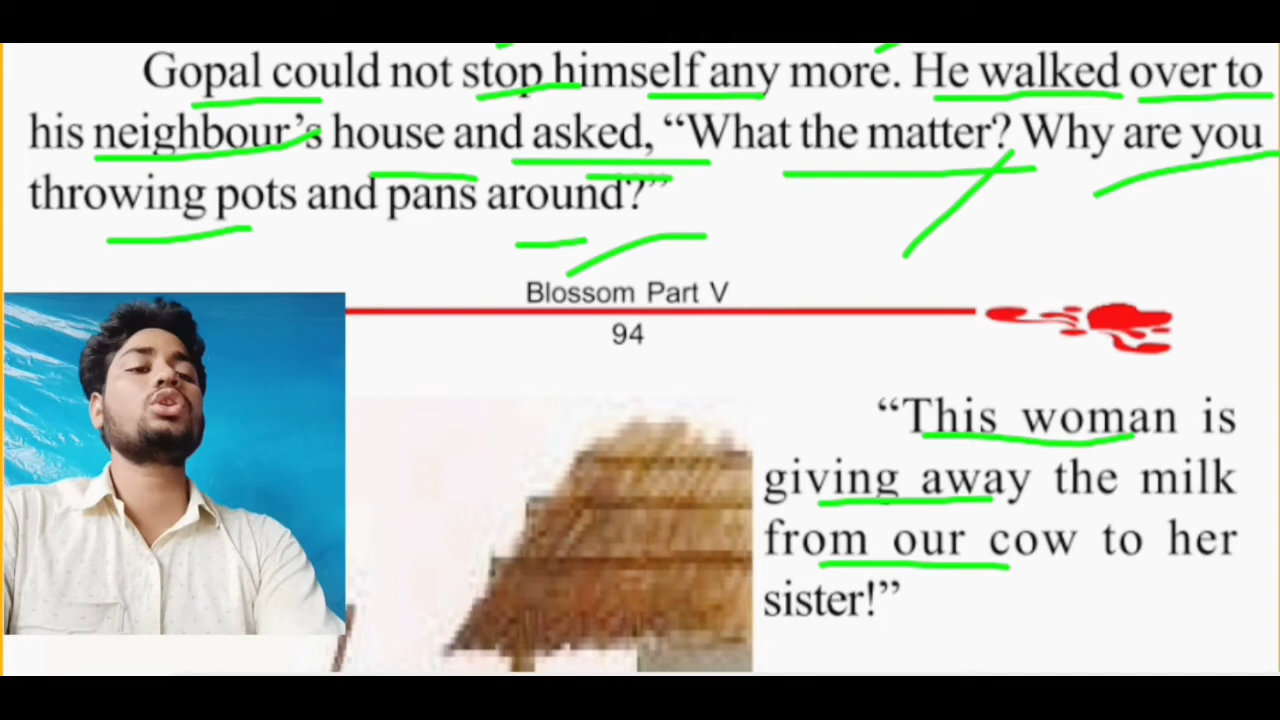 Gopal could not stop himself any more. He walked over to
his neighbour’s house and asked, “What the matter? Why are you
throwing pots and pans around?”
Blossom Part V
94
“This woman is
giving away the milk
from our cow to her
sister!”